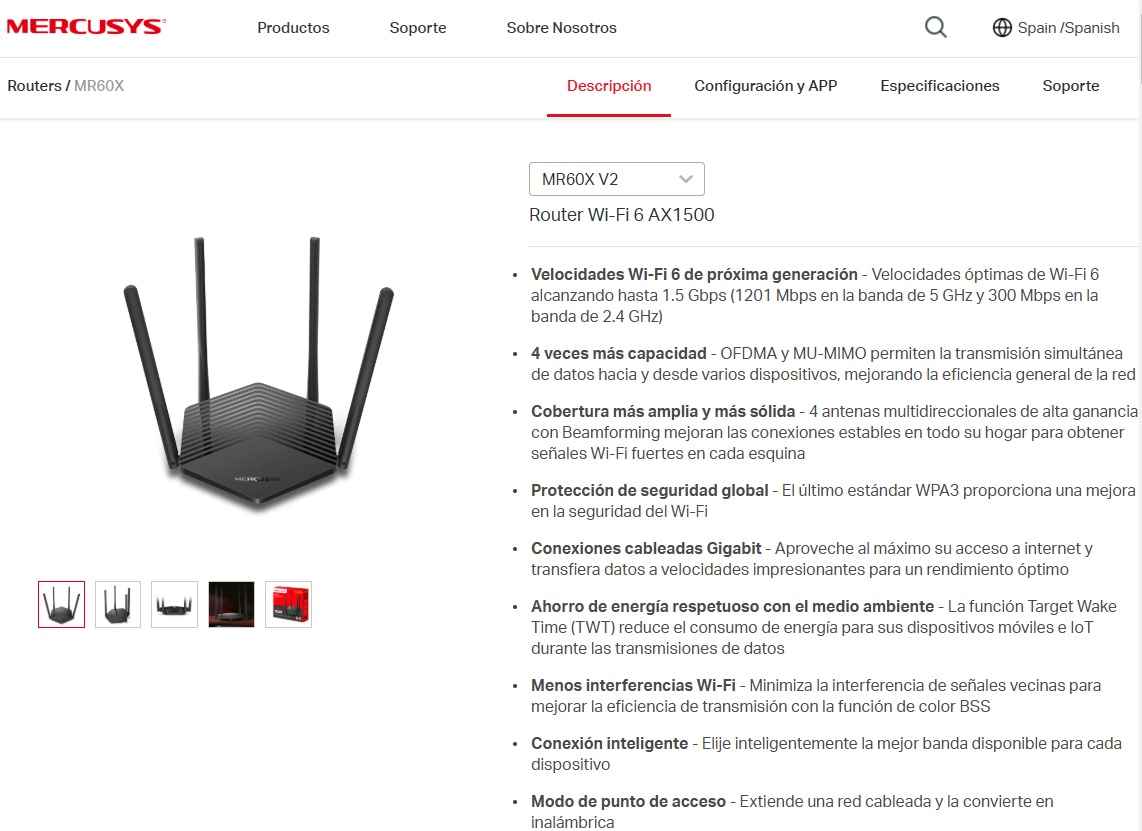 MERCUSYS
Productos
Soporte
Sobre Nosotros
Spain /Spanish
Routers / MR60X
Descripción
Configuración y APP
Especificaciones
Soporte
MR60X V2
Router Wi-Fi 6 AX1500
• Velocidades Wi-Fi 6 de próxima generación - Velocidades óptimas de Wi-Fi 6
alcanzando hasta 1.5 Gbps (1201 Mbps en la banda de 5 GHz y 300 Mbps en la
banda de 2.4 GHz)
• 4 veces más capacidad - OFDMA y MU-MIMO permiten la transmisión simultánea
de datos hacia y desde varios dispositivos, mejorando la eficiencia general de la red
• Cobertura más amplia y más sólida - 4 antenas multidireccionales de alta ganancia
con Beamforming mejoran las conexiones estables en todo su hogar para obtener
señales Wi-Fi fuertes en cada esquina
• Protección de seguridad global - El último estándar WPA3 proporciona una mejora
en la seguridad del Wi-Fi
• Conexiones cableadas Gigabit - Aproveche al máximo su acceso a internet y
transfiera datos a velocidades impresionantes para un rendimiento óptimo
• Ahorro de energía respetuoso con el medio ambiente - La función Target Wake
Time (TWT) reduce el consumo de energía para sus dispositivos móviles e IoT
durante las transmisiones de datos
• Menos interferencias Wi-Fi - Minimiza la interferencia de señales vecinas para
mejorar la eficiencia de transmisión con la función de color BSS
• Conexión inteligente - Elije inteligentemente la mejor banda disponible para cada
dispositivo
• Modo de punto de acceso - Extiende una red cableada y la convierte en
inalámbrica